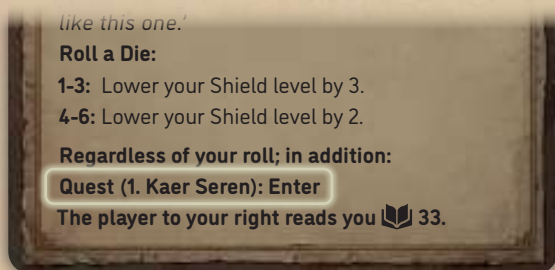 like this one.'
Roll a Die:
1-3: Lower your Shield level by 3.
4-6: Lower your Shield level by 2.
Regardless of your roll; in addition:
Quest (1. Kaer Seren): Enter
The player to your right reads you 33.